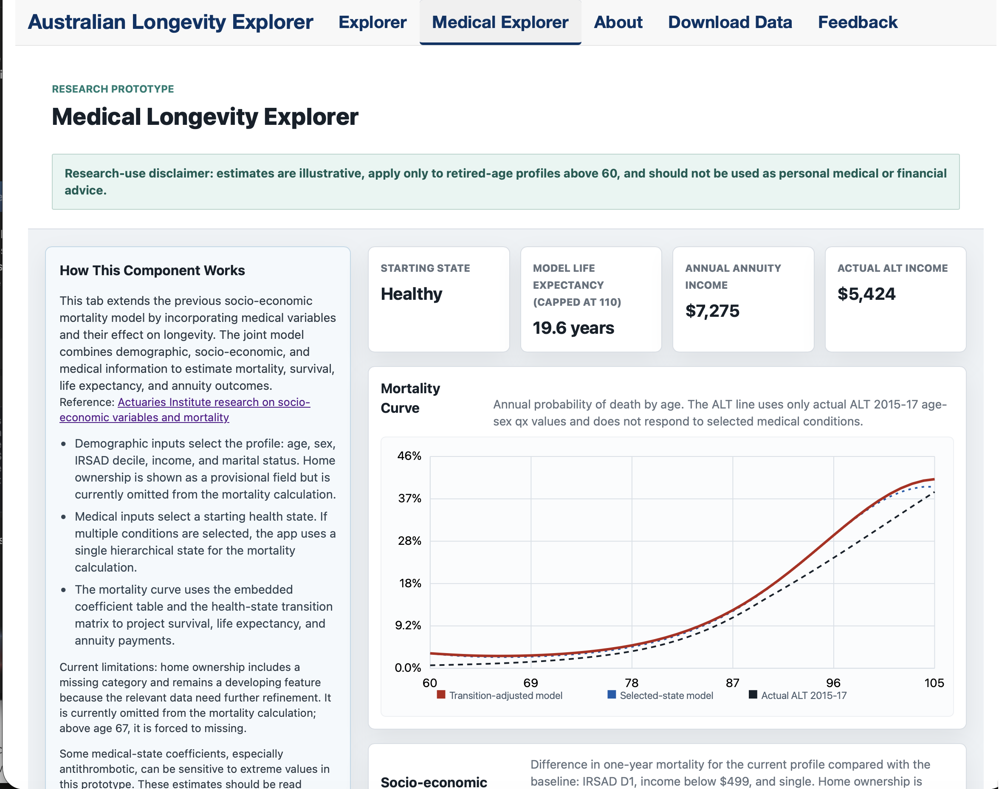 Australian Longevity Explorer
Explorer
Medical Explorer
About
Download Data
Feedback
RESEARCH PROTOTYPE
Medical Longevity Explorer
Research-use disclaimer: estimates are illustrative, apply only to retired-age profiles above 60, and should not be used as personal medical or financial
advice.
How This Component Works
This tab extends the previous socio-economic
mortality model by incorporating medical variables
and their effect on longevity. The joint model
combines demographic, socio-economic, and
medical information to estimate mortality, survival,
life expectancy, and annuity outcomes.
Reference: Actuaries Institute research on socio-
economic variables and mortality
• Demographic inputs select the profile: age, sex,
IRSAD decile, income, and marital status. Home
ownership is shown as a provisional field but is
currently omitted from the mortality calculation.
• Medical inputs select a starting health state. If
multiple conditions are selected, the app uses a
single hierarchical state for the mortality
calculation.
• The mortality curve uses the embedded
coefficient table and the health-state transition
matrix to project survival, life expectancy, and
annuity payments.
Current limitations: home ownership includes a
missing category and remains a developing feature
because the relevant data need further refinement. It
is currently omitted from the mortality calculation;
above age 67, it is forced to missing.
Some medical-state coefficients, especially
antithrombotic, can be sensitive to extreme values in
this prototype. These estimates should be read
STARTING STATE
Healthy
MODEL LIFE
EXPECTANCY
(CAPPED AT 110)
19.6 years
ANNUAL ANNUITY
INCOME
$7,275
ACTUAL ALT INCOME
$5,424
Mortality
Curve
Annual probability of death by age. The ALT line uses only actual ALT 2015-17 age-
sex qx values and does not respond to selected medical conditions.
46%
37%
28%
18%
9.2%
0.0%
60 69 78 87 96 105
Transition-adjusted model
Selected-state model
Actual ALT 2015-17
Socio-economic
Difference in one-year mortality for the current profile compared with the
baseline: IRSAD D1, income below $499, and single. Home ownership is